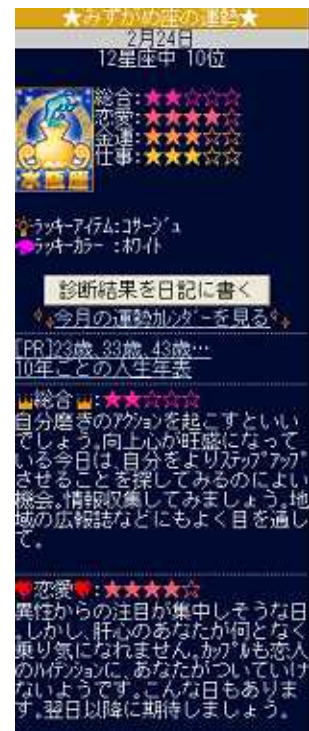 ★みずがめ座の運勢★
2月24日
12星座中 10位
総合:★★☆☆☆
恋愛:★★★★☆
金運:★★★☆☆
仕事:★★★☆☆
ラッキーアイテム:コサージュ
ラッキーカラー :ホワイト
診断結果を日記に書く
今月の運勢カレンダーを見る
[PR]23歳、33歳、43歳…
10年ごとの人生年表
総合:★★☆☆☆
自分磨きのアクションを起こすといい
でしょう。向上心が旺盛になって
いる今日は、自分をよりステップアップ
させることを探してみるのによい
機会。情報収集してみましょう。地
域の広報誌などにもよく目を通し
て。
恋愛:★★★★☆
異性からの注目が集中しそうな日
。しかし、肝心のあなたが何となく
乗り気になれません。カップルも恋人
のハイテンションに、あなたがついていけ
ないようです。こんな日もありま
す。翌日以降に期待しましょう。